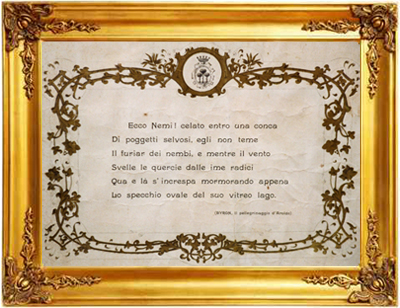 Ecco Nemi! celato entro una conca
Di poggetti selvosi, egli non teme
Il furiar dei nembi, e mentre il vento
Svelle le quercie dalle ime radici
Qua e là s'increspa mormorando appena
Lo specchio ovale del suo vitreo lago.
(BYRON, Il pellegrinaggio d'Aroldo)